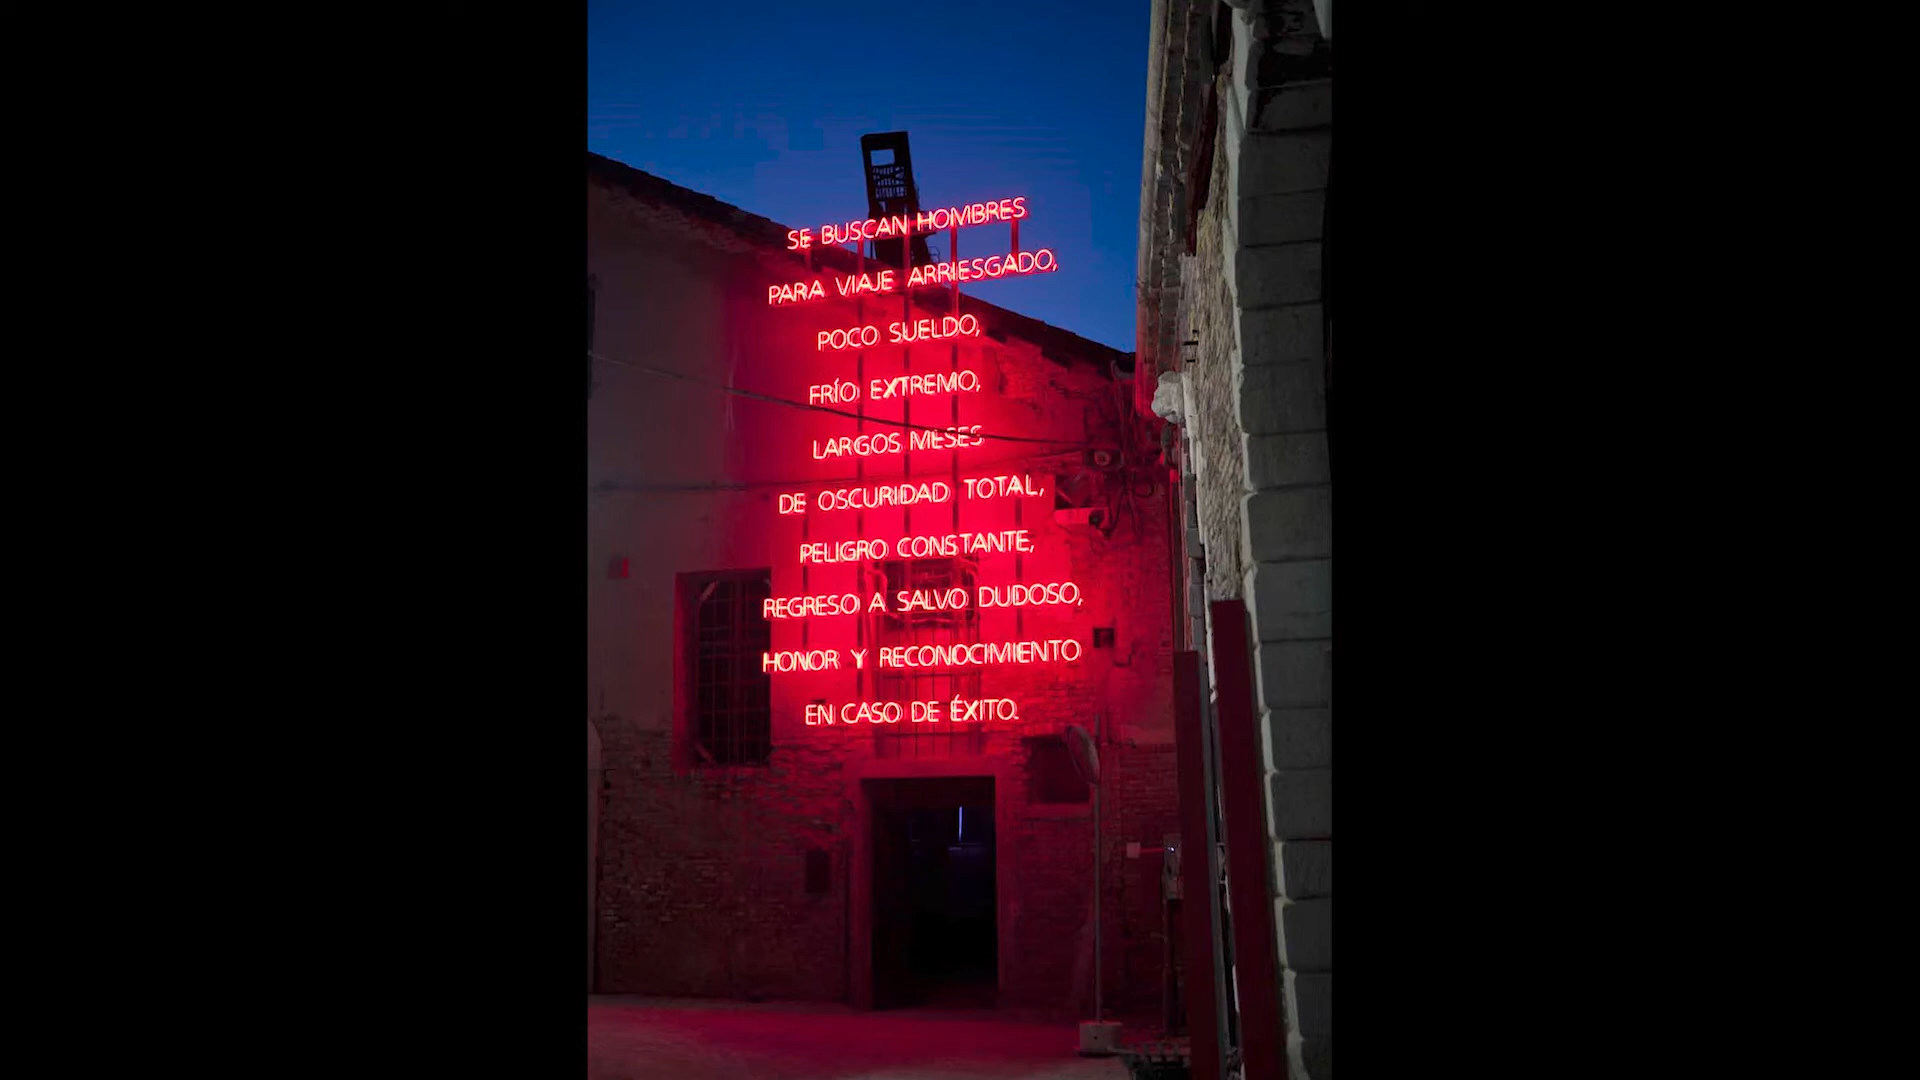 SE BUSCAN HOMBRES
PARA VIAJE ARRIESGADO,
POCO SUELDO,
FRÍO EXTREMO,
LARGOS MESES
DE OSCURIDAD TOTAL,
PELIGRO CONSTANTE,
REGRESO A SALVO DUDOSO,
HONOR Y RECONOCIMIENTO
EN CASO DE ÉXITO.